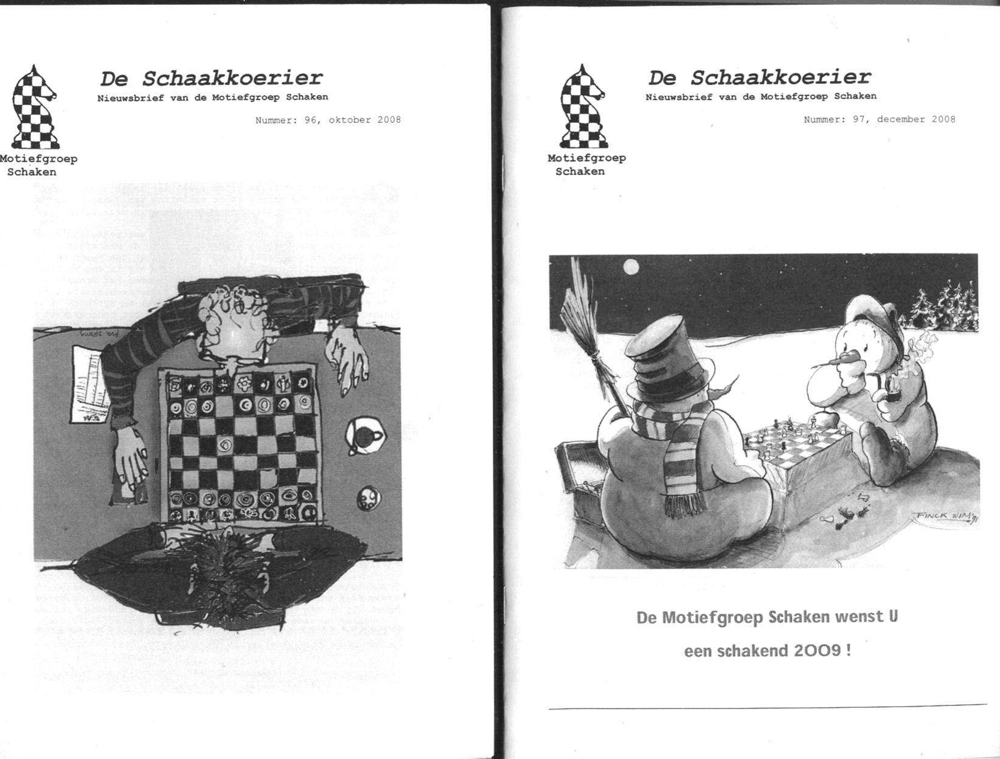 De Schaakkoerier
Nieuwsbrief van de Motiefgroep Schaken
Nummer: 96, oktober 2008
Motiefgroep
Schaken
De Schaakkoerier
Nieuwsbrief van de Motiefgroep Schaken
Nummer: 97, december 2008
Motiefgroep
Schaken
FINCK WIM '91
De Motiefgroep Schaken wenst U
een schakend 2009 !